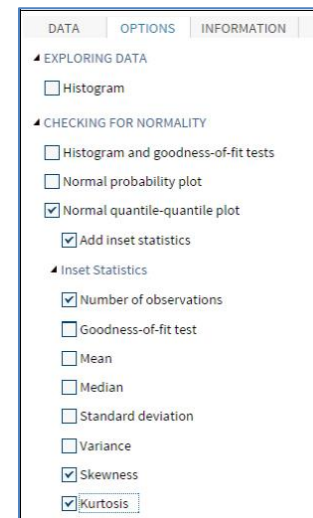 DATA OPTIONS INFORMATION
EXPLORING DATA
Histogram
CHECKING FOR NORMALITY
Histogram and goodness-of-fit tests
Normal probability plot
Normal quantile-quantile plot
Add inset statistics
Inset Statistics
Number of observations
Goodness-of-fit test
Mean
Median
Standard deviation
Variance
Skewness
Kurtosis